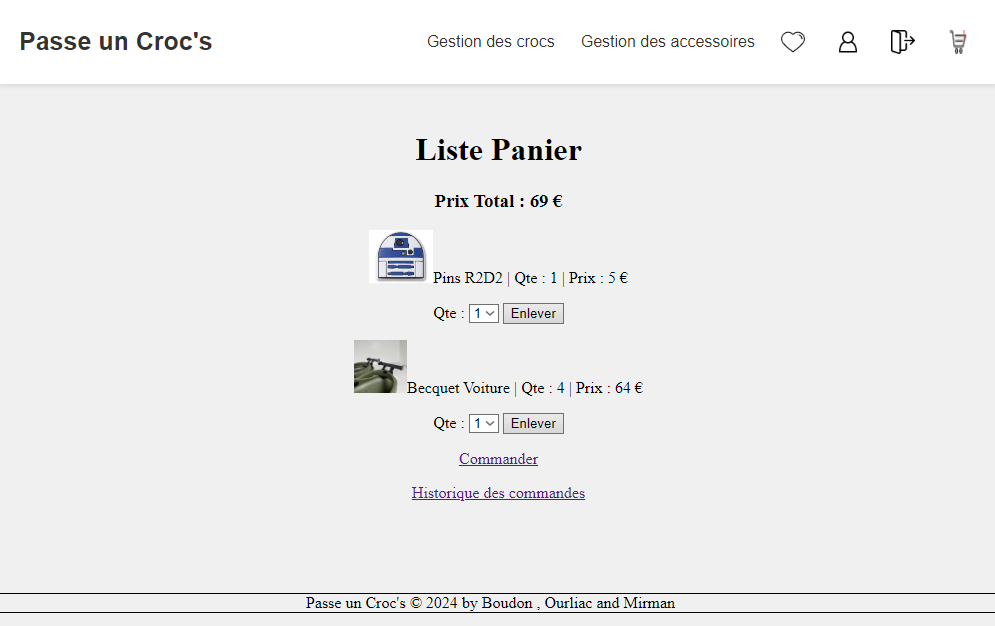 Passe un Croc's
Gestion des crocs Gestion des accessoires
Liste Panier
Prix Total : 69 €
Pins R2D2 | Qte : 1 | Prix : 5 €
Qte : 1 Enlever
Becquet Voiture | Qte : 4 | Prix : 64 €
Qte : 1 Enlever
Commander
Historique des commandes
Passe un Croc's © 2024 by Boudon , Ourliac and Mirman